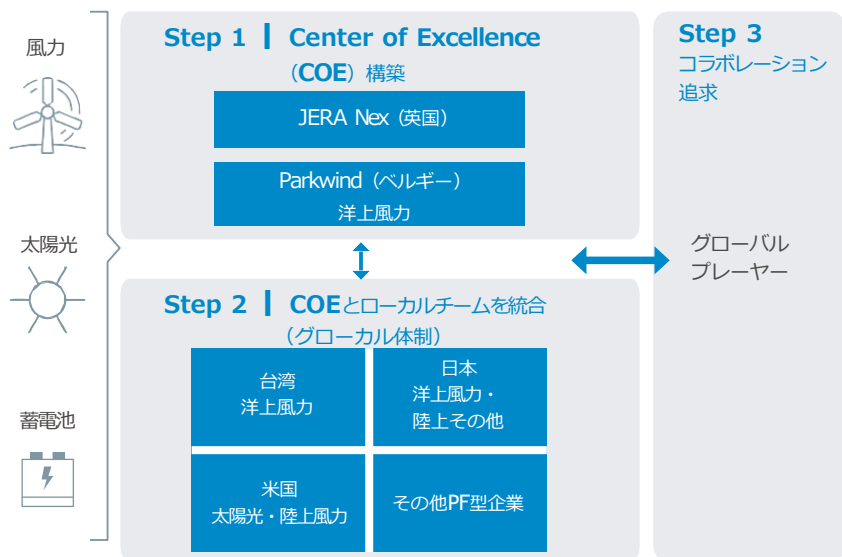 風力
太陽光
蓄電池
Step 1 | Center of Excellence
（COE）構築
JERA Nex（英国）
Parkwind（ベルギー）
洋上風力
Step 2 | COEとローカルチームを統合
（グローカル体制）
台湾
洋上風力
日本
洋上風力・
陸上その他
米国
太陽光・陸上風力
その他PF型企業
Step 3
コラボレーション
追求
グローバル
プレーヤー